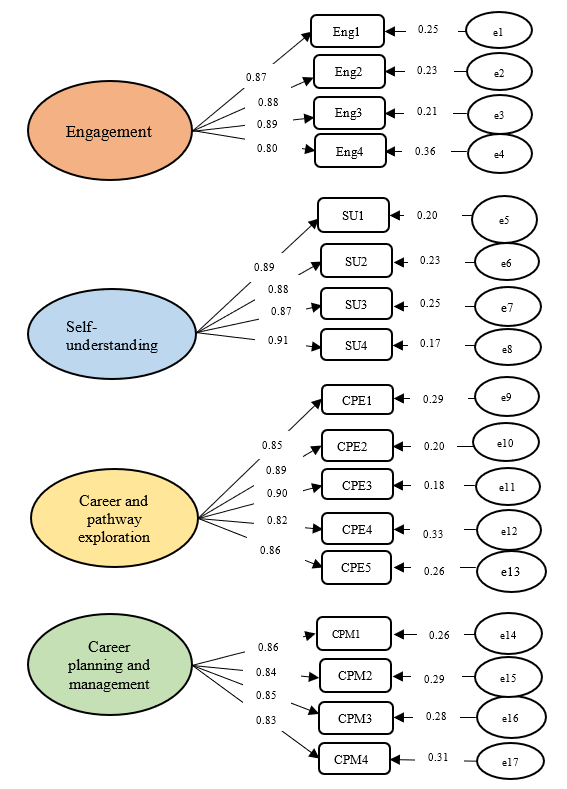 Eng1
0.25
e1
0.87
Eng2
0.23
e2
0.88
Engagement
0.89
Eng3
0.21
e3
0.80
Eng4
0.36
e4
SU1
0.20
e5
0.89
SU2
0.23
e6
0.88
Self-
understanding
0.87
SU3
0.25
e7
0.91
SU4
0.17
e8
CPE1
0.29
e9
0.85
CPE2
0.20
e10
0.89
Career and
pathway
exploration
0.90
CPE3
0.18
e11
0.82
CPE4
0.33
e12
0.86
CPE5
0.26
e13
CPM1
0.26
e14
0.86
Career
planning and
management
0.84
CPM2
0.29
e15
0.85
CPM3
0.28
e16
0.83
CPM4
0.31
e17